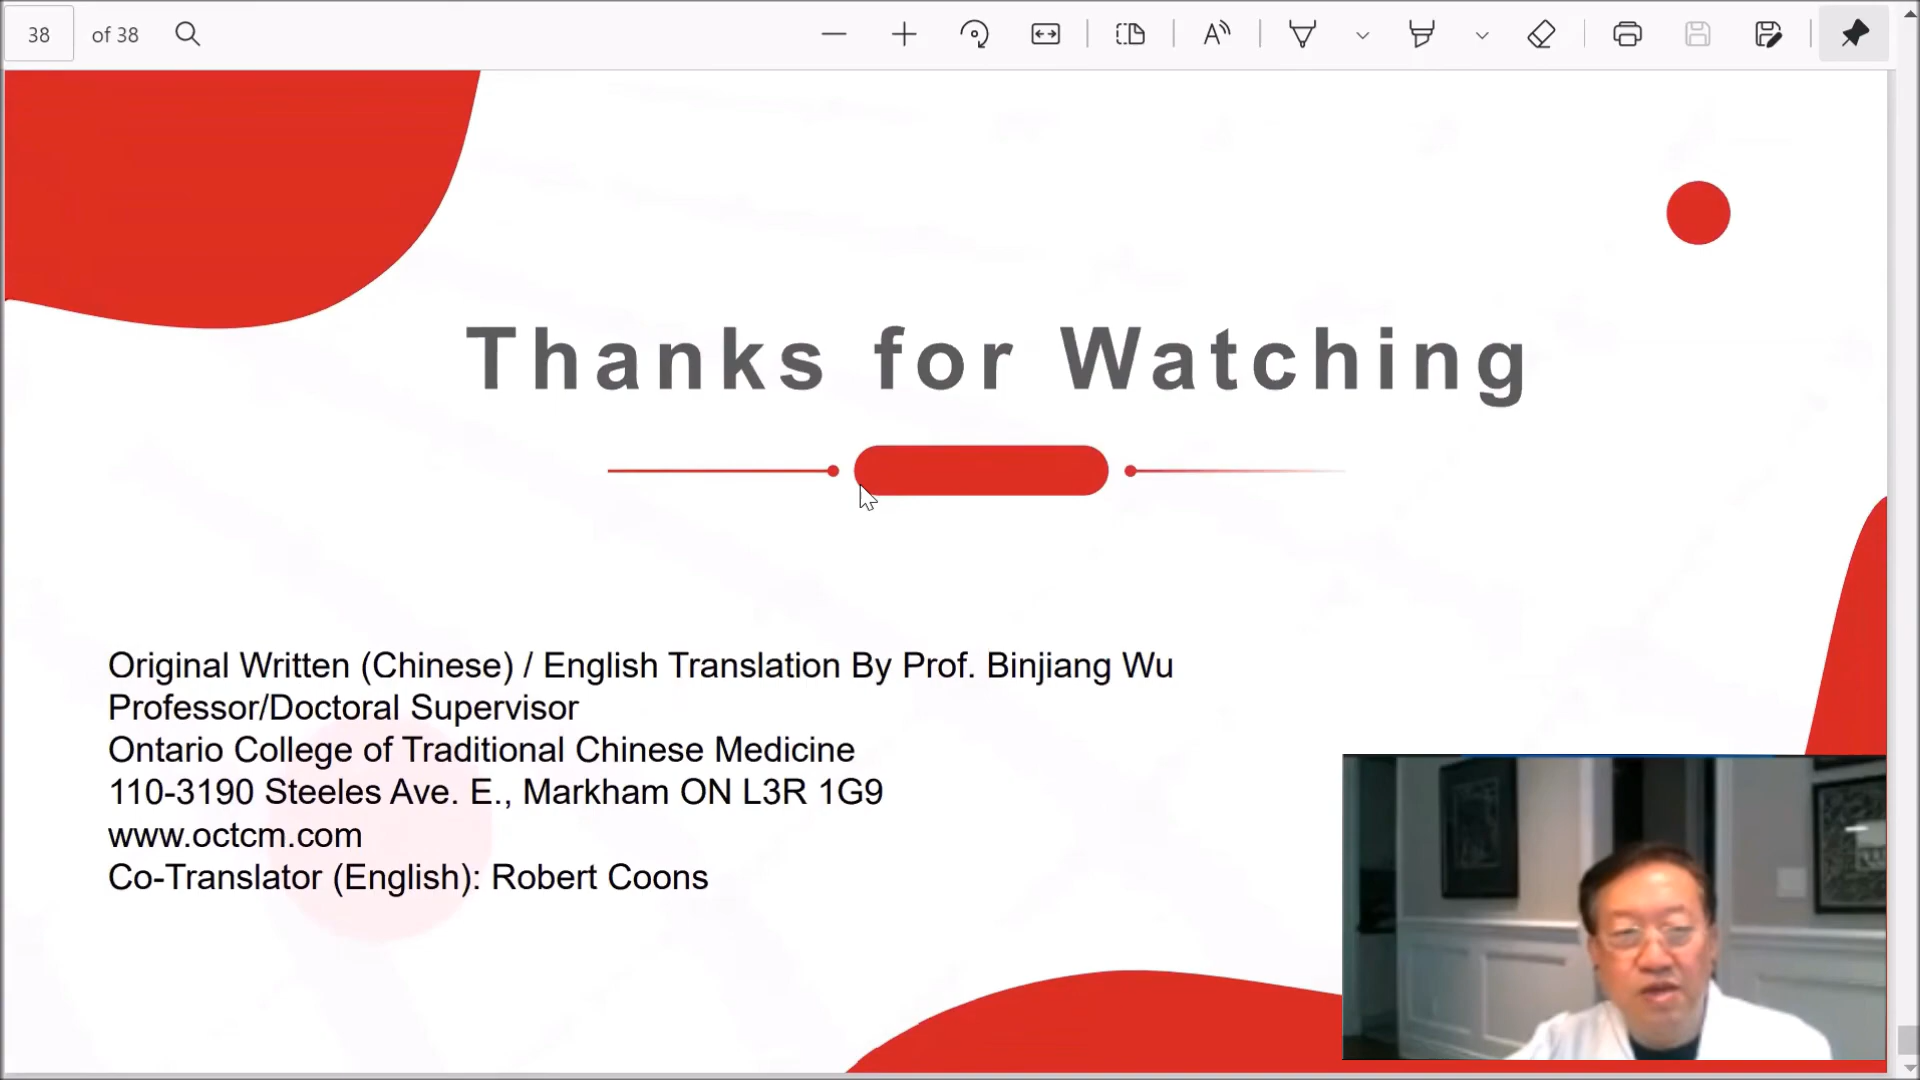 38 of 38
Thanks for Watching
Original Written (Chinese) / English Translation By Prof. Binjiang Wu
Professor/Doctoral Supervisor
Ontario College of Traditional Chinese Medicine
110-3190 Steeles Ave. E., Markham ON L3R 1G9
www.octcm.com
Co-Translator (English): Robert Coons